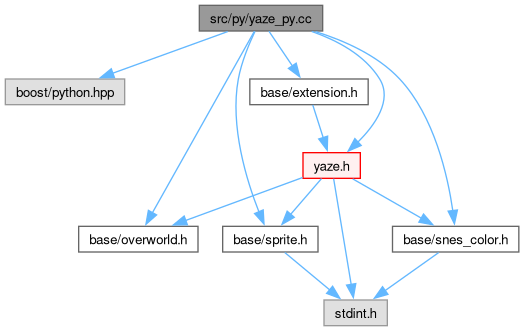 src/py/yaze_py.cc
boost/python.hpp
base/extension.h
yaze.h
base/overworld.h
base/sprite.h
base/snes_color.h
stdint.h